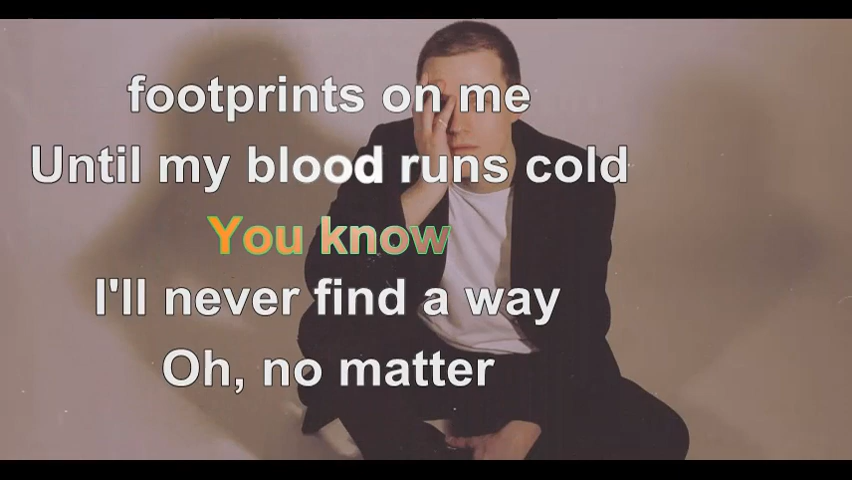 footprints on me
Until my blood runs cold
You know
I'll never find a way
Oh, no matter